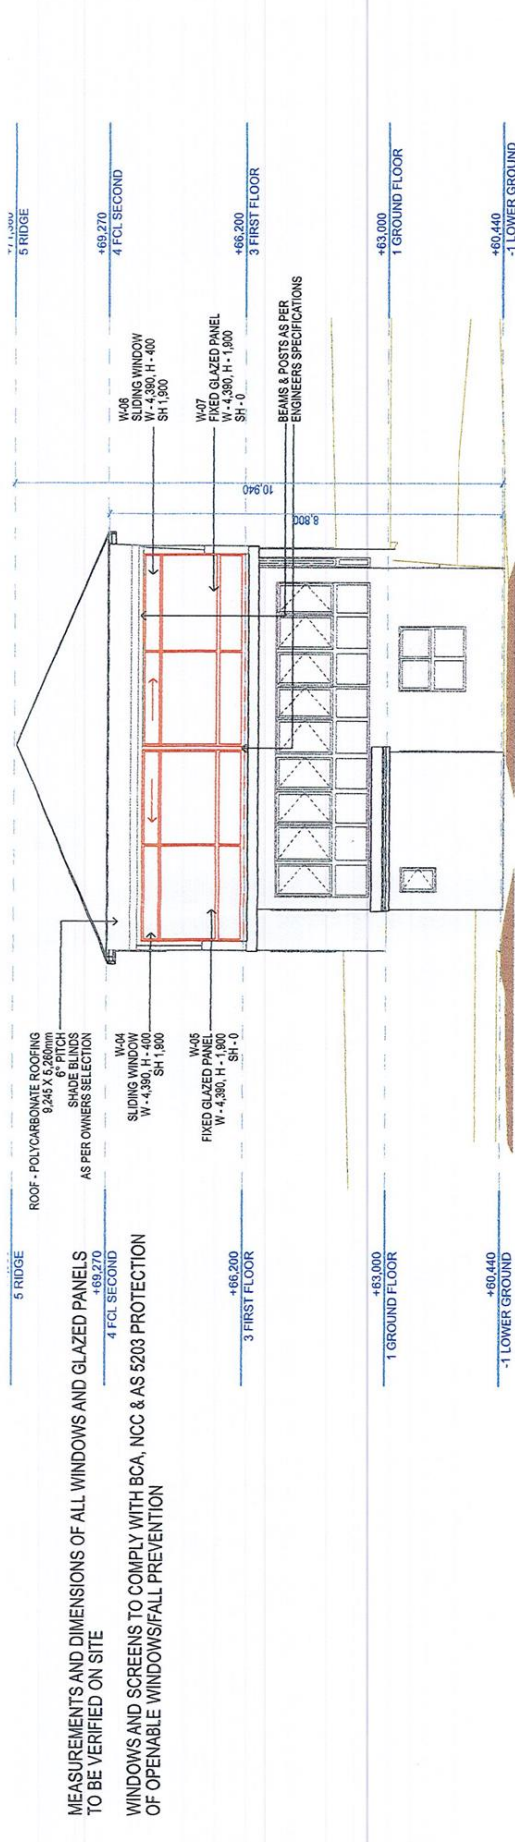 MEASUREMENTS AND DIMENSIONS OF ALL WINDOWS AND GLAZED PANELS
TO BE VERIFIED ON SITE
WINDOWS AND SCREENS TO COMPLY WITH BCA, NCC & AS 5203 PROTECTION
OF OPENABLE WINDOWS/FALL PREVENTION
5 RIDGE
+69,270
4 FCL SECOND
+66,200
3 FIRST FLOOR
+63,000
1 GROUND FLOOR
+60,440
-1 LOWER GROUND
ROOF - POLYCARBONATE ROOFING
9,245 X 5,260mm
6° PITCH
SHADE BLINDS
AS PER OWNERS SELECTION
W-04
SLIDING WINDOW
W - 4,390, H - 400
SH 1,900
W-05
FIXED GLAZED PANEL
W - 4,390, H - 1,900
SH - 0
10,940
8,800
W-06
SLIDING WINDOW
W - 4,390, H - 400
SH 1,900
W-07
FIXED GLAZED PANEL
W - 4,390, H - 1,900
SH - 0
BEAMS & POSTS AS PER
ENGINEERS SPECIFICATIONS
5 RIDGE
+69,270
4 FCL SECOND
+66,200
3 FIRST FLOOR
+63,000
1 GROUND FLOOR
+60,440
-1 LOWER GROUND